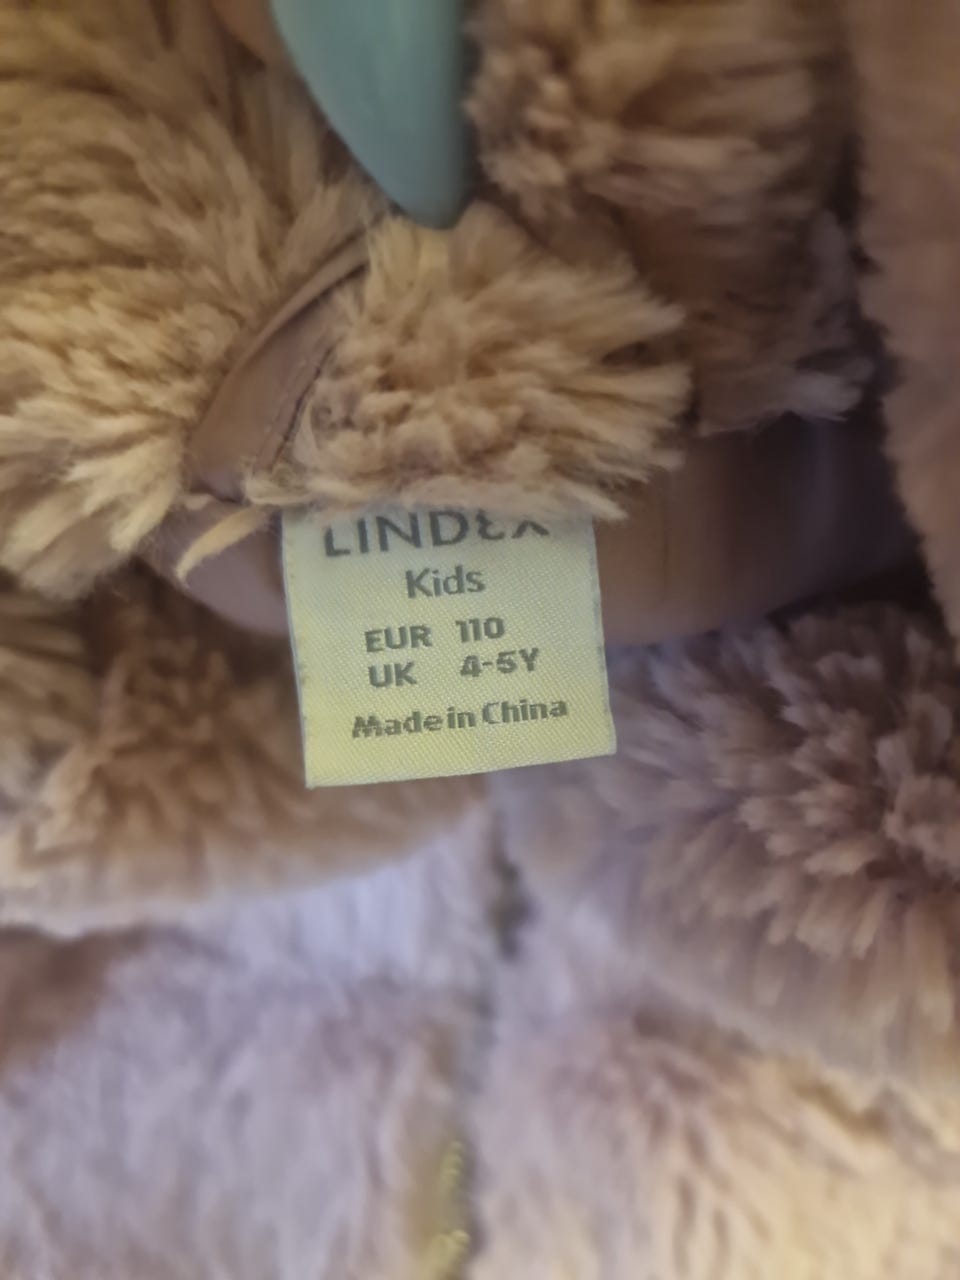 LINDEX
Kids
EUR 110
UK 4-5Y
Made in China